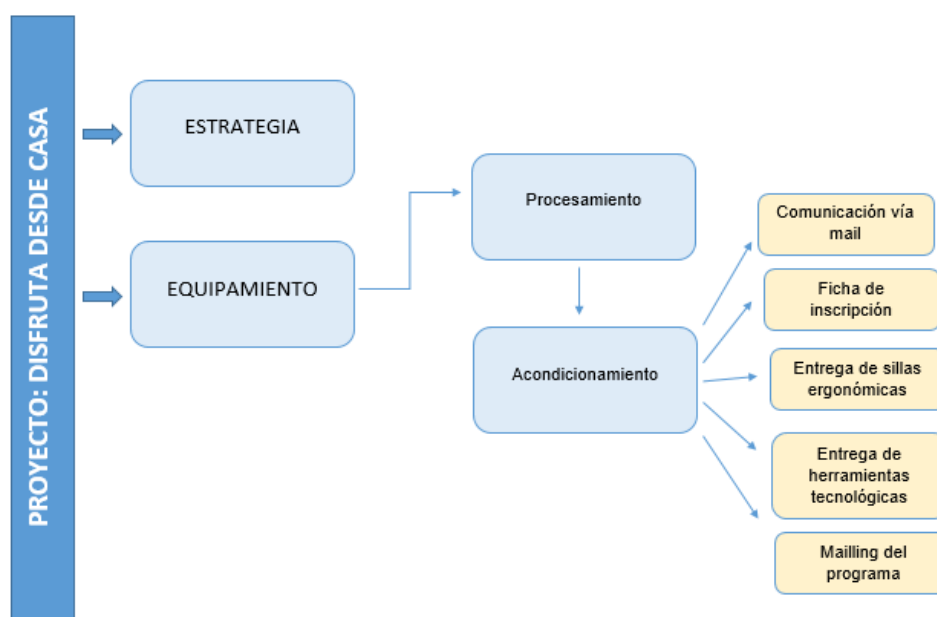 PROYECTO: DISFRUTA DESDE CASA
ESTRATEGIA
EQUIPAMIENTO
Procesamiento
Acondicionamiento
Comunicación vía
mail
Ficha de
inscripción
Entrega de sillas
ergonómicas
Entrega de
herramientas
tecnológicas
Mailling del
programa